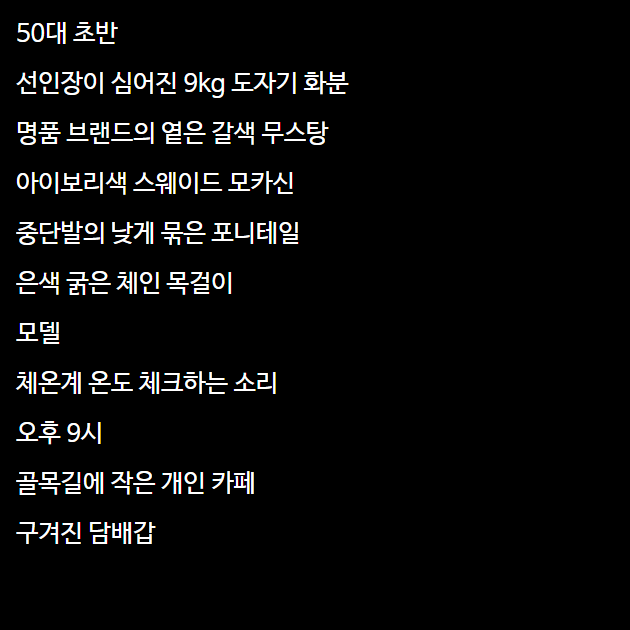 50대 초반
선인장이 심어진 9kg 도자기 화분
명품 브랜드의 옅은 갈색 무스탕
아이보리색 스웨이드 모카신
중단발의 낮게 묶은 포니테일
은색 굵은 체인 목걸이
모델
체온계 온도 체크하는 소리
오후 9시
골목길에 작은 개인 카페
구겨진 담배갑